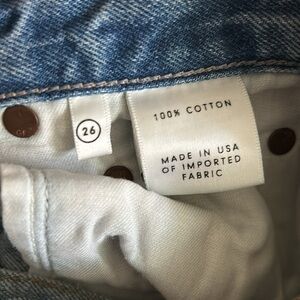 26
100% COTTON
MADE IN USA
OF IMPORTED
FABRIC